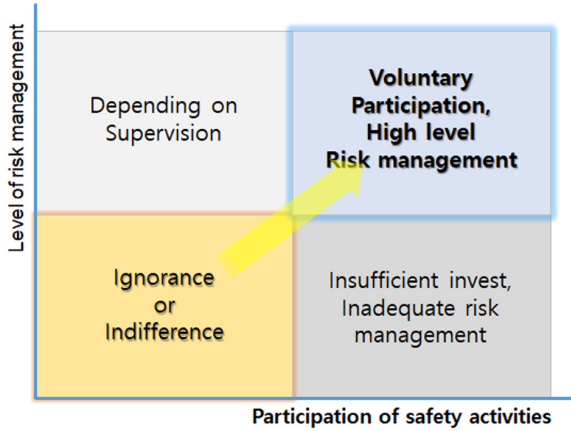 Level of risk management
Depending on
Supervision
Voluntary
Participation,
High level
Risk management
Ignorance
or
Indifference
Insufficient invest,
Inadequate risk
management
Participation of safety activities